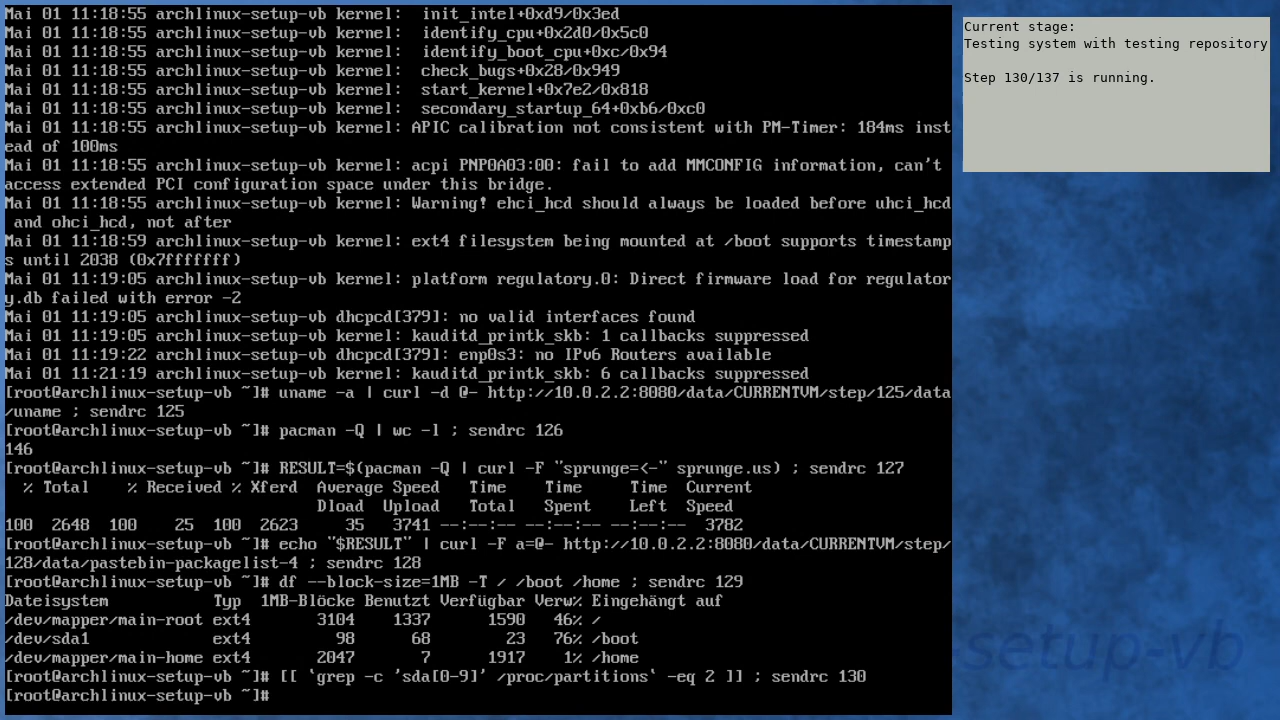 Mai 01 11:18:55 archlinux-setup-vb kernel:  init_intel+0xd9/0x3ed
Mai 01 11:18:55 archlinux-setup-vb kernel:  identify_cpu+0x2d0/0x5c0
Mai 01 11:18:55 archlinux-setup-vb kernel:  identify_boot_cpu+0xc/0x94
Mai 01 11:18:55 archlinux-setup-vb kernel:  check_bugs+0x28/0x949
Mai 01 11:18:55 archlinux-setup-vb kernel:  start_kernel+0x7e2/0x818
Mai 01 11:18:55 archlinux-setup-vb kernel:  secondary_startup_64+0xb6/0xc0
Mai 01 11:18:55 archlinux-setup-vb kernel: APIC calibration not consistent with PM-Timer: 184ms inst
ead of 100ms
Mai 01 11:18:55 archlinux-setup-vb kernel: acpi PNP0A03:00: fail to add MMCONFIG information, can't
access extended PCI configuration space under this bridge.
Mai 01 11:18:55 archlinux-setup-vb kernel: Warning! ehci_hcd should always be loaded before uhci_hcd
 and ohci_hcd, not after
Mai 01 11:18:59 archlinux-setup-vb kernel: ext4 filesystem being mounted at /boot supports timestamp
s until 2038 (0x7fffffff)
Mai 01 11:19:05 archlinux-setup-vb kernel: platform regulatory.0: Direct firmware load for regulator
y.db failed with error -2
Mai 01 11:19:05 archlinux-setup-vb dhcpcd[379]: no valid interfaces found
Mai 01 11:19:05 archlinux-setup-vb kernel: kauditd_printk_skb: 1 callbacks suppressed
Mai 01 11:19:22 archlinux-setup-vb dhcpcd[379]: enp0s3: no IPv6 Routers available
Mai 01 11:21:19 archlinux-setup-vb kernel: kauditd_printk_skb: 6 callbacks suppressed
[root@archlinux-setup-vb ~]# uname -a | curl -d @- http://10.0.2.2:8080/data/CURRENTVM/step/125/data
/uname ; sendrc 125
[root@archlinux-setup-vb ~]# pacman -Q | wc -l ; sendrc 126
146
[root@archlinux-setup-vb ~]# RESULT=$(pacman -Q | curl -F "sprunge=<-" sprunge.us) ; sendrc 127
  % Total    % Received % Xferd  Average Speed   Time    Time     Time  Current
                                 Dload  Upload   Total   Spent    Left  Speed
100  2648  100    25  100  2623     35   3741 --:--:-- --:--:-- --:--:--  3782
[root@archlinux-setup-vb ~]# echo "$RESULT" | curl -F a=@- http://10.0.2.2:8080/data/CURRENTVM/step/
128/data/pastebin-packagelist-4 ; sendrc 128
[root@archlinux-setup-vb ~]# df --block-size=1MB -T / /boot /home ; sendrc 129
Dateisystem           Typ  1MB-Blöcke Benutzt Verfügbar Verw% Eingehängt auf
/dev/mapper/main-root ext4       3104    1337      1590   46% /
/dev/sda1             ext4         98      68        23   76% /boot
/dev/mapper/main-home ext4       2047       7      1917    1% /home
[root@archlinux-setup-vb ~]# [[ `grep -c 'sda[0-9]' /proc/partitions` -eq 2 ]] ; sendrc 130
[root@archlinux-setup-vb ~]#
Current stage:
Testing system with testing repository
Step 130/137 is running.
-setup-vb